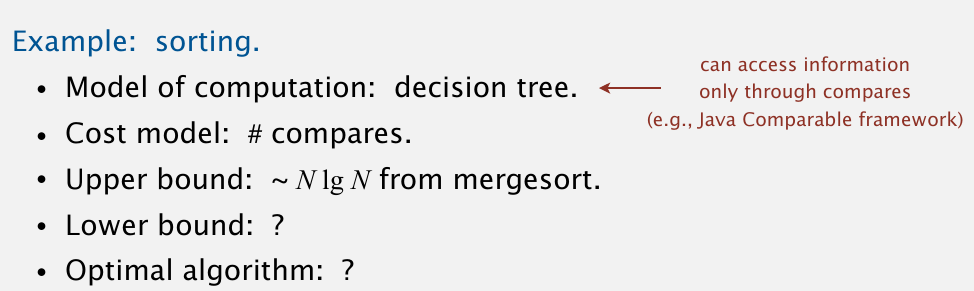 Example: sorting.
• Model of computation: decision tree.
can access information
only through compares
(e.g., Java Comparable framework)
• Cost model: # compares.
• Upper bound: ~ N lg N from mergesort.
• Lower bound: ?
• Optimal algorithm: ?